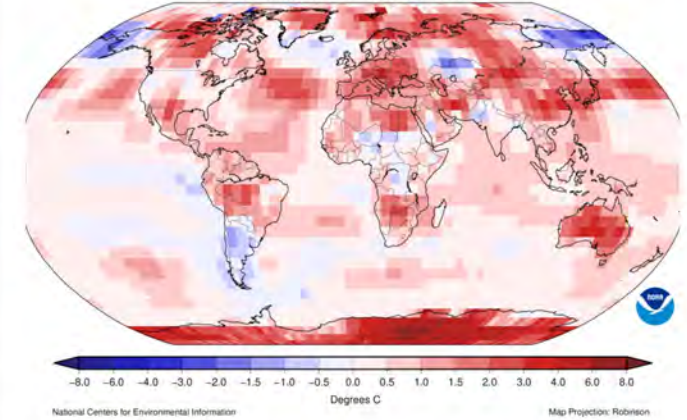 noaa
-8.0 -6.0 -4.0 -3.0 -2.0 -1.5 -1.0 -0.5 0.0 0.5 1.0 1.5 2.0 3.0 4.0 6.0 8.0
Degrees C
National Centers for Environmental Information
Map Projection: Robinson